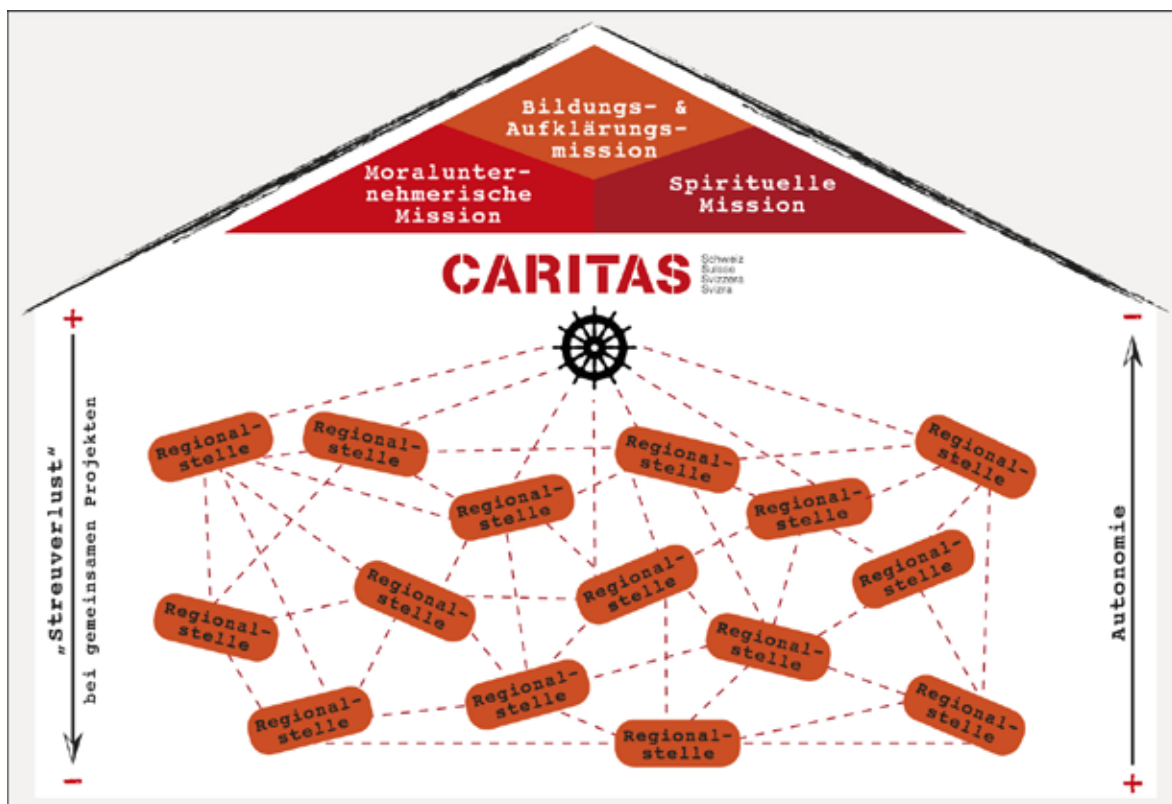 Bildungs- &
Aufklärungs-
mission
Moralunter-
nehmerische
Mission
Spirituelle
Mission
CARITAS
Schweiz
Suisse
Svizzera
Svizra
+
„Streuverlust“
bei gemeinsamen Projekten
-
Regional-
stelle
Regional-
stelle
Regional-
stelle
Regional-
stelle
Regional-
stelle
Regional-
stelle
Regional-
stelle
Regional-
stelle
Regional-
stelle
Regional-
stelle
Regional-
stelle
Regional-
stelle
Regional-
stelle
Regional-
stelle
Regional-
stelle
-
Autonomie
+